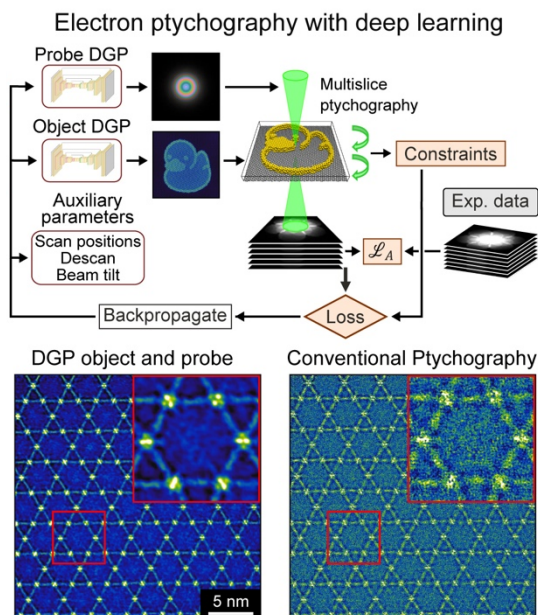 Electron ptychography with deep learning
Probe DGP
Object DGP
Auxiliary
parameters
Scan positions
Descan
Beam tilt
Multislice
ptychography
Constraints
Exp. data
ℒ_A
Loss
Backpropagate
DGP object and probe
Conventional Ptychography
5 nm